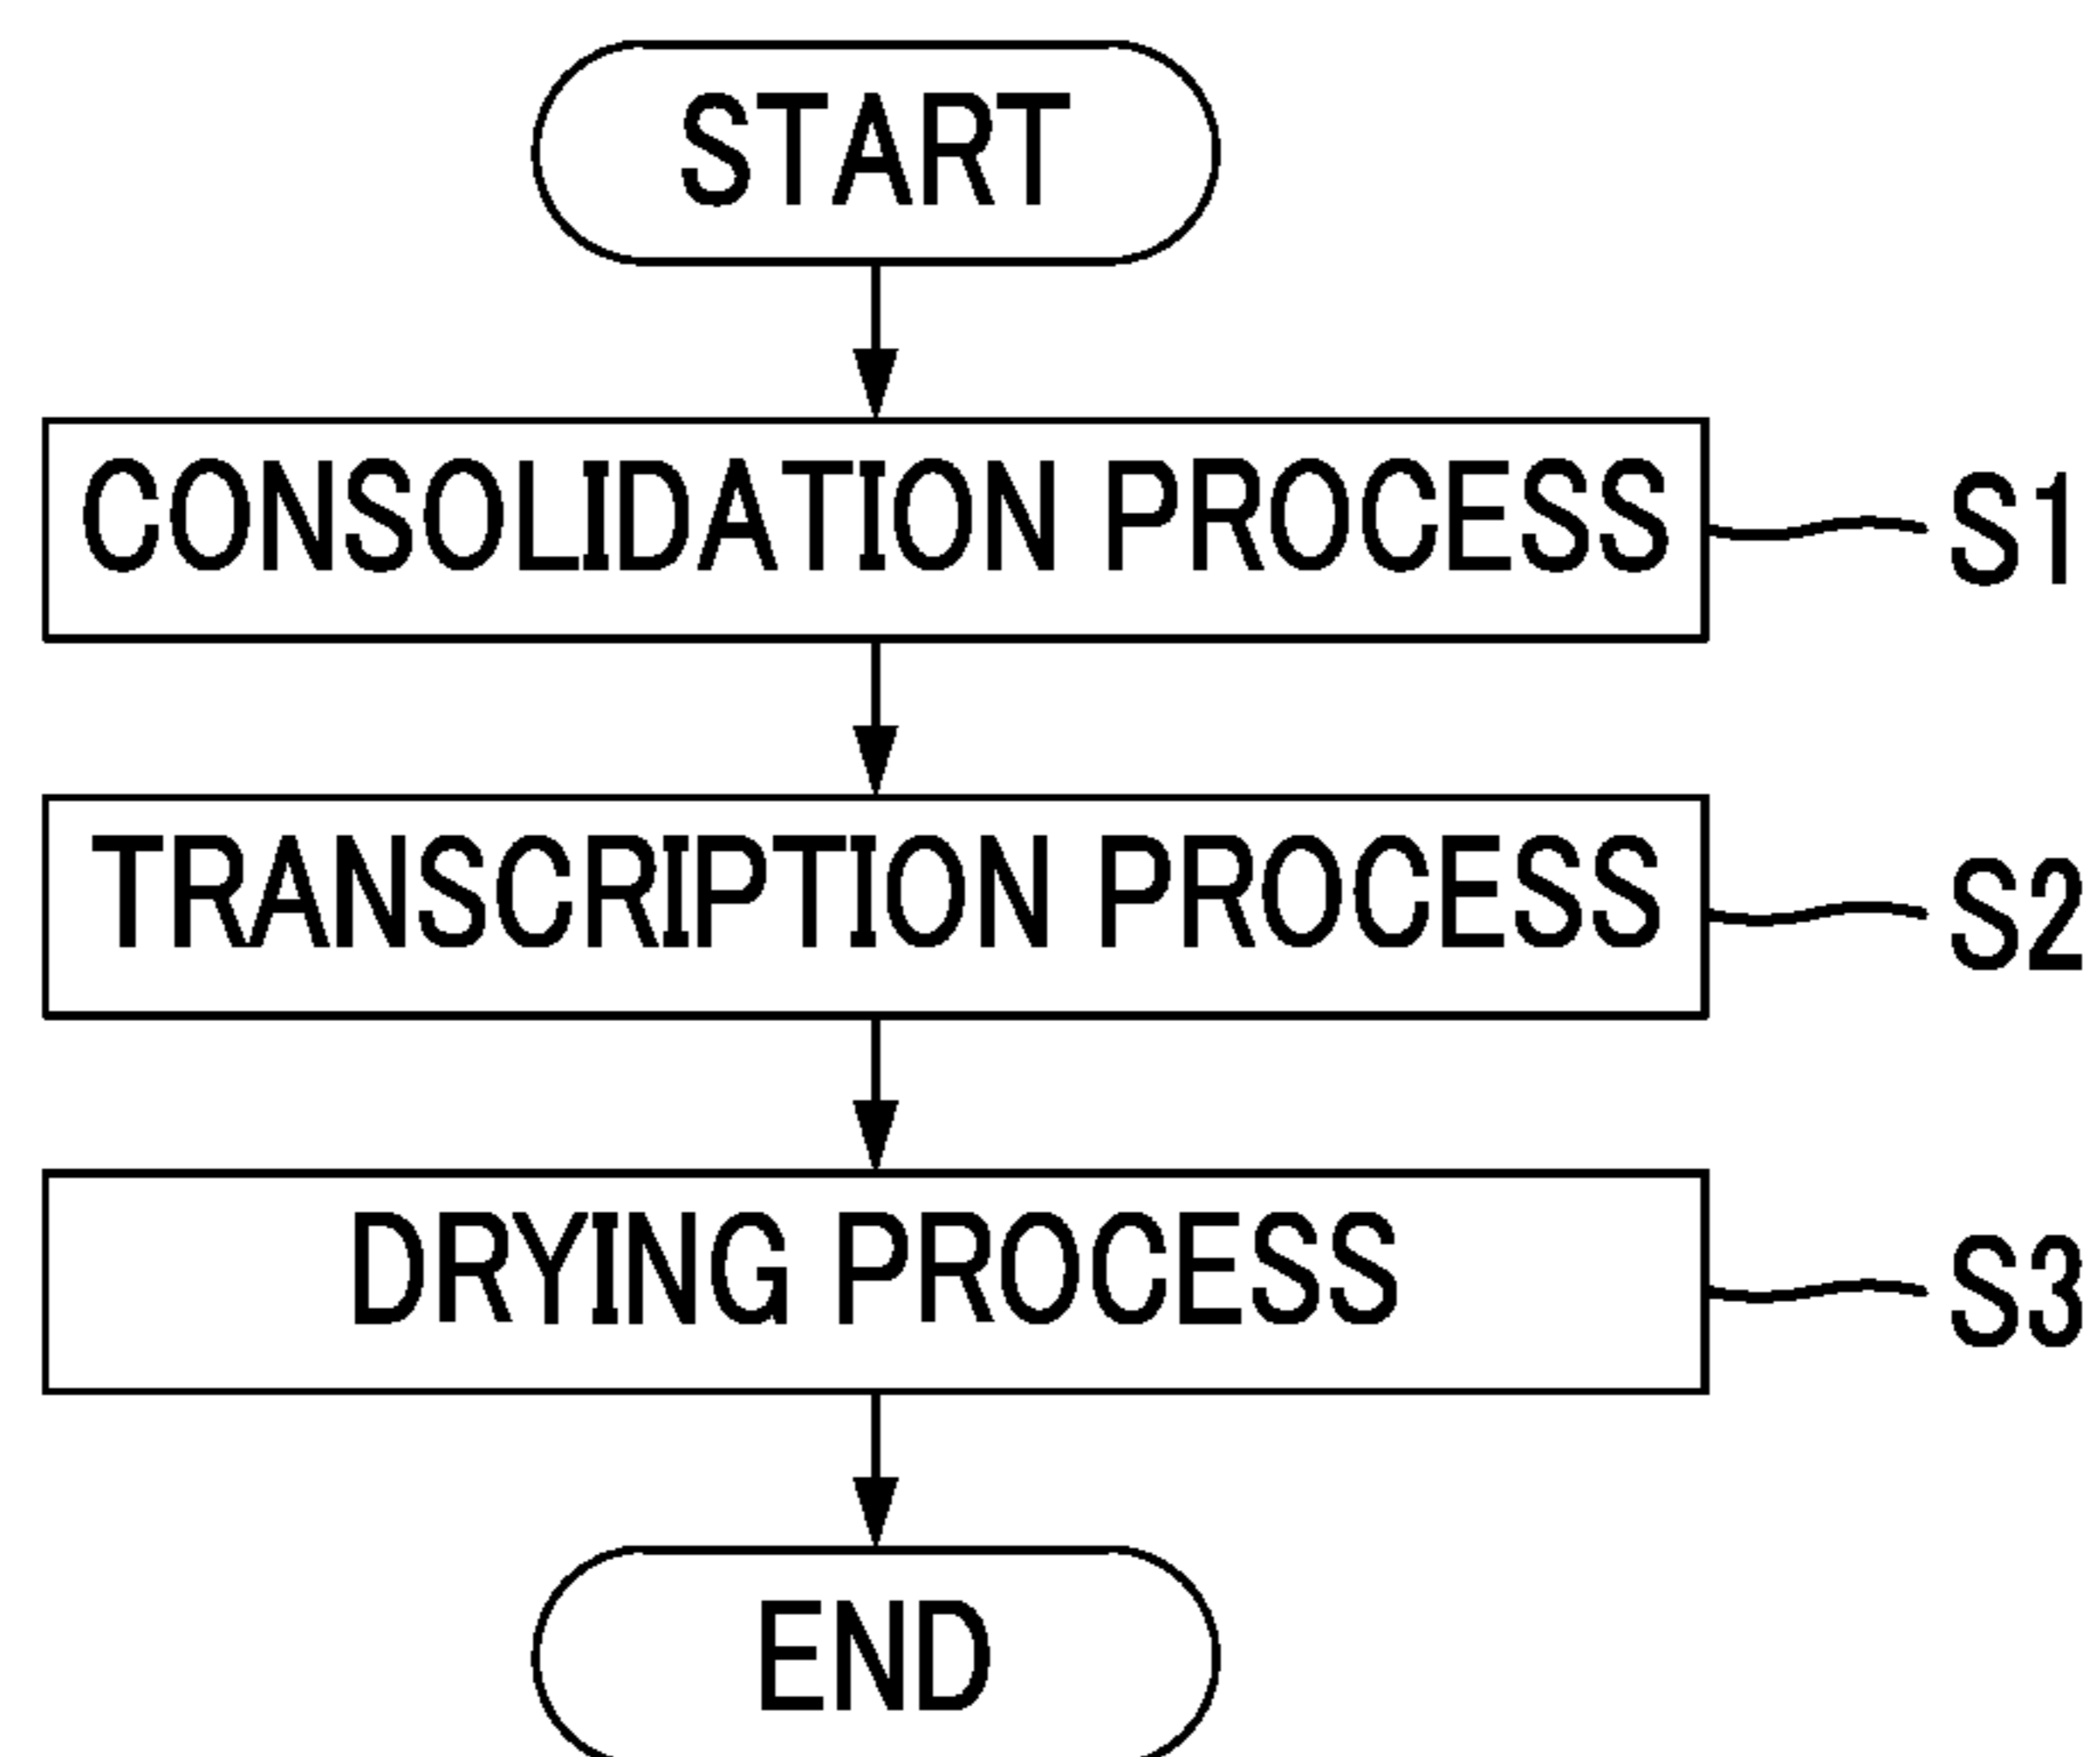 START
CONSOLIDATION PROCESS S1
TRANSCRIPTION PROCESS S2
DRYING PROCESS S3
END